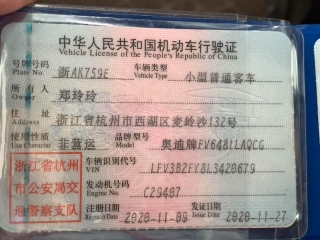 中华人民共和国机动车行驶证
Vehicle License of the People's Republic of China
号牌号码 浙AK759E 车辆类型 小型普通客车
Plate No. Vehicle Type
所有人 郑玲玲
Owner
住址 浙江省杭州市西湖区麦岭沙132号
Address
使用性质 非营运 品牌型号 奥迪牌FV6481LAQCG
Use Character Model
浙江省杭州市公安局交通警察支队
车辆识别代号 LFV3B2FY8L3420679
VIN
发动机号码 C29407
Engine No.
注册日期 2020-11-09 发证日期 2020-11-27
Register Date Issue Date